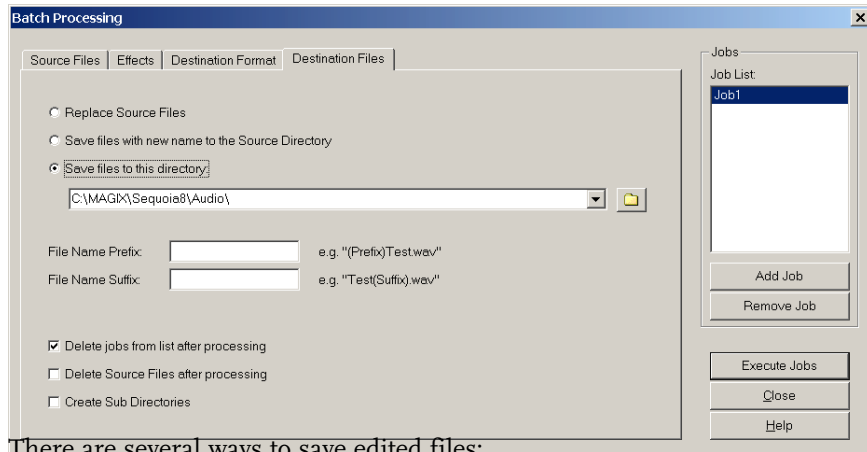 Batch Processing
Source Files Effects Destination Format Destination Files
Replace Source Files
Save files with new name to the Source Directory
Save files to this directory:
C:\MAGIX\Sequoia8\Audio\
File Name Prefix: e.g. "(Prefix)Test.wav"
File Name Suffix: e.g. "Test(Suffix).wav"
Delete jobs from list after processing
Delete Source Files after processing
Create Sub Directories
Jobs
Job List:
Job1
Add Job
Remove Job
Execute Jobs
Close
Help
There are several ways to save edited files: